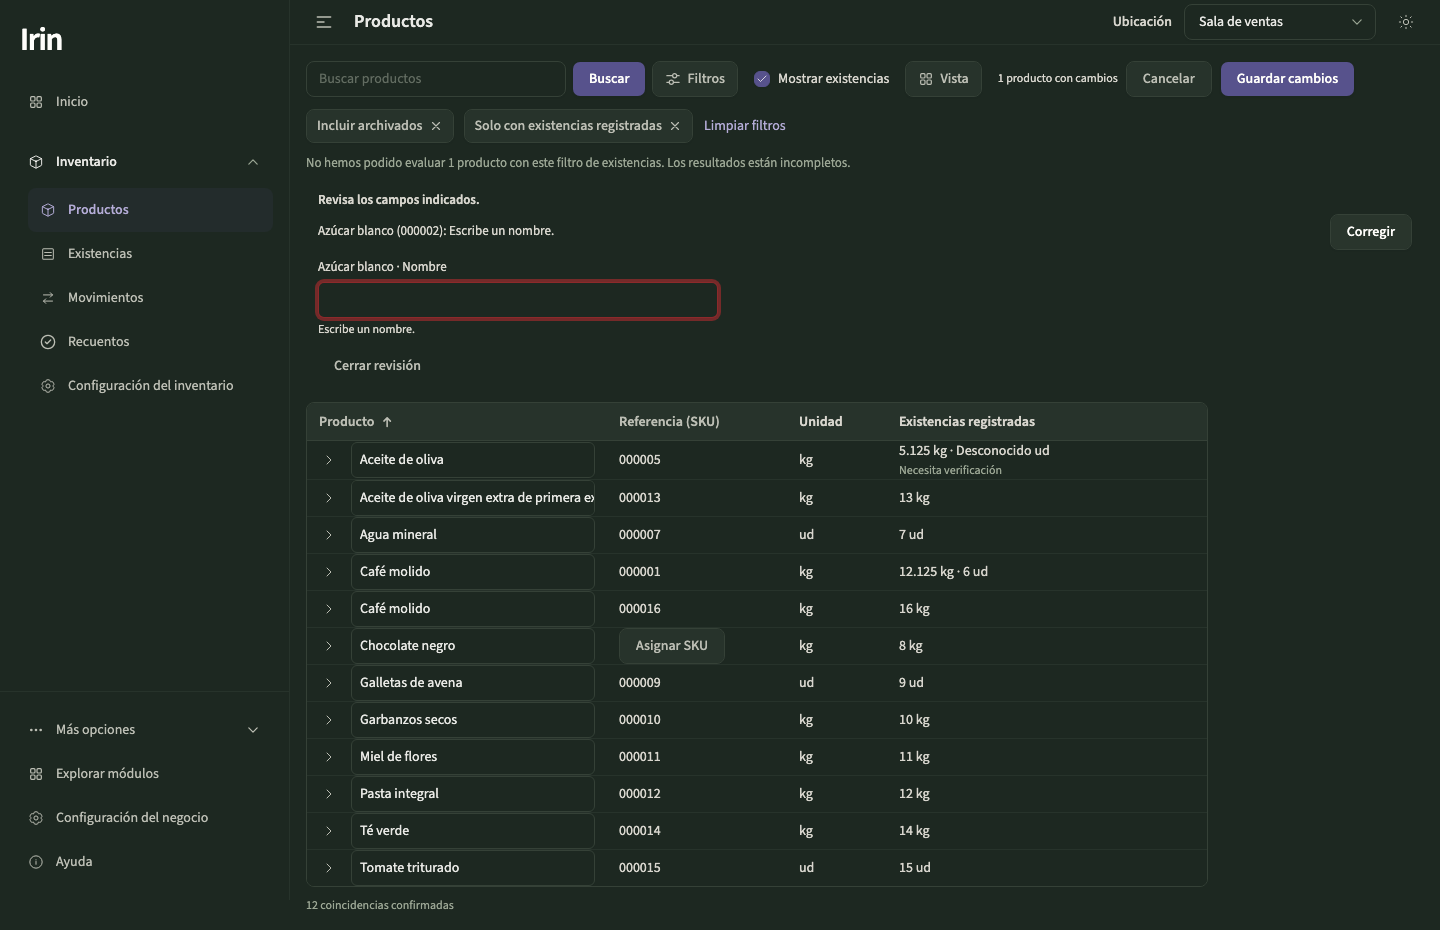 Irin
Inicio
Inventario
Productos
Existencias
Movimientos
Recuentos
Configuración del inventario
Más opciones
Explorar módulos
Configuración del negocio
Ayuda
Productos
Ubicación
Sala de ventas
Buscar productos
Buscar
Filtros
Mostrar existencias
Vista
1 producto con cambios
Cancelar
Guardar cambios
Incluir archivados
Solo con existencias registradas
Limpiar filtros
No hemos podido evaluar 1 producto con este filtro de existencias. Los resultados están incompletos.
Revisa los campos indicados.
Azúcar blanco (000002): Escribe un nombre.
Corregir
Azúcar blanco · Nombre
Escribe un nombre.
Cerrar revisión
Producto Referencia (SKU) Unidad Existencias registradas
Aceite de oliva 000005 kg 5.125 kg · Desconocido ud
Necesita verificación
Aceite de oliva virgen extra de primera ex 000013 kg 13 kg
Agua mineral 000007 ud 7 ud
Café molido 000001 kg 12.125 kg · 6 ud
Café molido 000016 kg 16 kg
Chocolate negro Asignar SKU kg 8 kg
Galletas de avena 000009 ud 9 ud
Garbanzos secos 000010 kg 10 kg
Miel de flores 000011 kg 11 kg
Pasta integral 000012 kg 12 kg
Té verde 000014 kg 14 kg
Tomate triturado 000015 ud 15 ud
12 coincidencias confirmadas